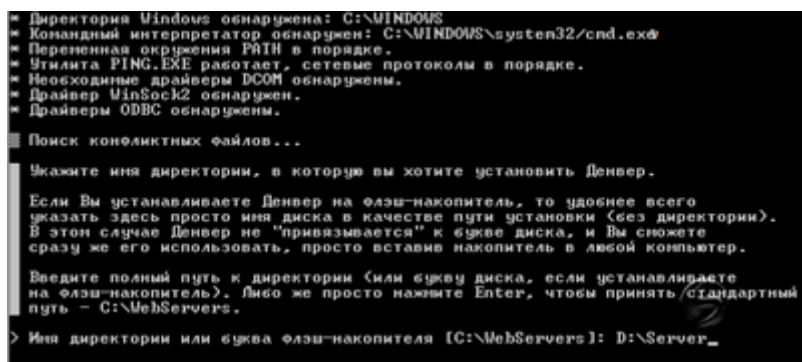 * Директория Windows обнаружена: C:\WINDOWS
* Командный интерпретатор обнаружен: C:\WINDOWS\system32/cmd.exe
* Переменная окружения PATH в порядке.
* Утилита PING.EXE работает, сетевые протоколы в порядке.
* Необходимые драйверы DCOM обнаружены.
* Драйвер WinSock2 обнаружен.
* Драйверы ODBC обнаружены.
Поиск конфликтных файлов...
Укажите имя директории, в которую вы хотите установить Денвер.
Если Вы устанавливаете Денвер на флэш-накопитель, то удобнее всего
указать здесь просто имя диска в качестве пути установки (без директории).
В этом случае Денвер не "привязывается" к букве диска, и Вы сможете
сразу же его использовать, просто вставив накопитель в любой компьютер.
Введите полный путь к директории (или букву диска, если устанавливаете
на флэш-накопитель). Либо же просто нажмите Enter, чтобы принять стандартный
путь - C:\WebServers.
> Имя директории или буква флэш-накопителя [C:\WebServers]: D:\Server_